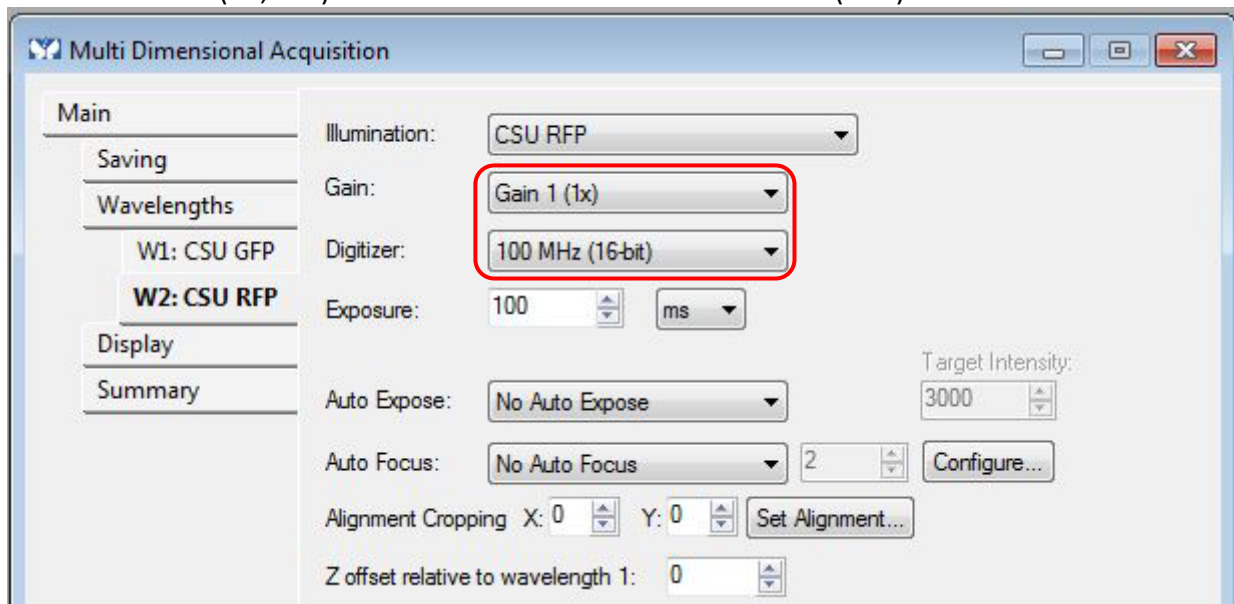 Multi Dimensional Acquisition
Main
Saving
Wavelengths
W1: CSU GFP
W2: CSU RFP
Display
Summary
Illumination: CSU RFP
Gain: Gain 1 (1x)
Digitizer: 100 MHz (16-bit)
Exposure: 100 ms
Target Intensity:
Auto Expose: No Auto Expose 3000
Auto Focus: No Auto Focus 2 Configure...
Alignment Cropping X: 0 Y: 0 Set Alignment...
Z offset relative to wavelength 1: 0